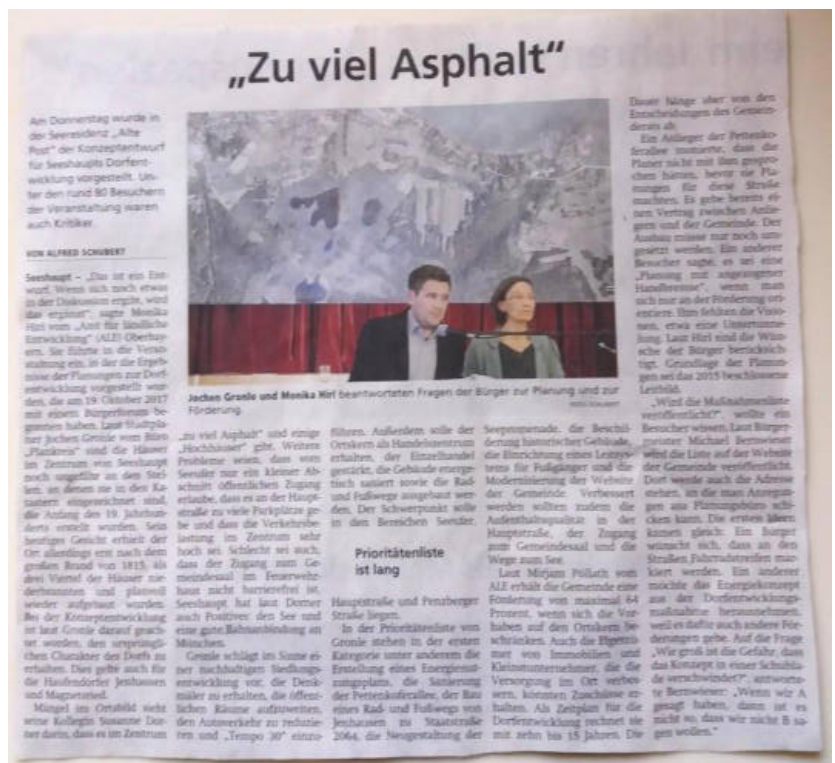 „Zu viel Asphalt“
Am Donnerstag wurde in
der Seeresidenz „Alte
Post“ der Konzeptentwurf
für Seeshaupts Dorfent-
wicklung vorgestellt. Un-
ter den rund 80 Besuchern
der Veranstaltung waren
auch Kritiker.
VON ALFRED SCHUBERT
Seeshaupt – „Das ist ein Ent-
wurf. Wenn sich noch etwas
in der Diskussion ergibt, wird
das ergänzt“, sagte Monika
Hirl vom „Amt für ländliche
Entwicklung“ (ALE) Oberbay-
ern. Sie führte in die Veran-
staltung ein, in der die Ergeb-
nisse der Planungen zur Dorf-
entwicklung vorgestellt wur-
den, die am 19. Oktober 2017
mit einem Bürgerforum be-
gonnen haben. Laut Stadtpla-
ner Jochen Gronle vom Büro
„Plankreis“ sind die Häuser
im Zentrum von Seeshaupt
noch ungefähr an den Stel-
len, an denen sie in den Ka-
tastern eingezeichnet sind,
die Anfang des 19. Jahrhun-
derts erstellt wurden. Sein
heutiges Gesicht erhielt der
Ort allerdings erst nach dem
großen Brand von 1815, als
drei Viertel der Häuser nie-
derbrannten und planvoll
wieder aufgebaut wurden.
Bei der Konzeptentwicklung
ist laut Gronle darauf geach-
tet worden, den ursprüngli-
chen Charakter des Dorfs zu
erhalten. Dies gelte auch für
die Haufendörfer Jenhausen
und Magnetsried.
Mängel im Ortsbild sieht
seine Kollegin Susanne Dor-
ner darin, dass es im Zentrum
Jochen Gronle und Monika Hirl beantworteten Fragen der Bürger zur Planung und zur
Förderung.
„zu viel Asphalt“ und einige
„Hochhäuser“ gibt. Weitere
Probleme seien, dass vom
Seeufer nur ein kleiner Ab-
schnitt öffentlichen Zugang
erlaube, dass es an der Haupt-
straße zu viele Parkplätze ge-
be und dass die Verkehrsbe-
lastung im Zentrum sehr
hoch sei. Schlecht sei auch,
dass der Zugang zum Ge-
meindesaal im Feuerwehr-
haus nicht barrierefrei ist.
Seeshaupt hat laut Dorner
auch Positives: den See und
eine gute Bahnanbindung an
München.
Gronle schlägt im Sinne ei-
ner nachhaltigen Siedlungs-
entwicklung vor, die Denk-
mäler zu erhalten, die öffent-
lichen Räume aufzuweiten,
den Autoverkehr zu reduzie-
ren und „Tempo 30“ einzu-
führen. Außerdem solle der
Ortskern als Handelszentrum
erhalten, der Einzelhandel
gestärkt, die Gebäude energe-
tisch saniert sowie die Rad-
und Fußwege ausgebaut wer-
den. Der Schwerpunkt solle
in den Bereichen Seeufer,
Prioritätenliste
ist lang
Hauptstraße und Penzberger
Straße liegen.
In der Prioritätenliste von
Gronle stehen in der ersten
Kategorie unter anderem die
Erstellung eines Energienut-
zungsplans, die Sanierung
der Pettenkoferallee, der Bau
eines Rad- und Fußwegs von
Jenhausen zu Staatsstraße
2064, die Neugestaltung der
Seepromenade, die Beschil-
derung historischer Gebäude,
die Einrichtung eines Leitsys-
tems für Fußgänger und die
Modernisierung der Website
der Gemeinde. Verbessert
werden sollten zudem die
Aufenthaltsqualität in der
Hauptstraße, der Zugang
zum Gemeindesaal und die
Wege zum See.
Laut Mirjam Pöllath vom
ALE erhält die Gemeinde eine
Förderung von maximal 64
Prozent, wenn sich die Vor-
haben auf den Ortskern be-
schränken. Auch die Eigentü-
mer von Immobilien und
Kleinunternehmer, die die
Versorgung im Ort verbes-
sern, könnten Zuschüsse er-
halten. Als Zeitplan für die
Dorfentwicklung rechnet sie
mit zehn bis 15 Jahren. Die
Dauer hänge aber von den
Entscheidungen des Gemein-
derats ab.
Ein Anlieger der Pettenko-
ferallee monierte, dass die
Planer nicht mit ihm gespro-
chen hätten, bevor sie Pla-
nungen für diese Straße
machten. Es gebe bereits ei-
nen Vertrag zwischen Anlie-
gern und der Gemeinde. Der
Ausbau müsse nur noch um-
gesetzt werden. Ein anderer
Besucher sagte, es sei eine
„Planung mit angezogener
Handbremse“, wenn man
sich nur an der Förderung ori-
entiere. Ihm fehlten die Visio-
nen, etwa eine Untertunne-
lung. Laut Hirl sind die Wün-
sche der Bürger berücksich-
tigt. Grundlage der Planun-
gen sei das 2015 beschlossene
Leitbild.
„Wird die Maßnahmenliste
veröffentlicht?“, wollte ein
Besucher wissen. Laut Bürger-
meister Michael Bernwieser
wird die Liste auf der Website
der Gemeinde veröffentlicht.
Dort werde auch die Adresse
stehen, an die man Anregun-
gen ans Planungsbüro schi-
cken kann. Die ersten Ideen
kamen gleich: Ein Bürger
wünscht sich, dass an den
Straßen Fahrradstreifen mar-
kiert werden. Ein anderer
möchte das Energiekonzept
aus der Dorfentwicklungs-
maßnahme herausnehmen,
weil es dafür auch andere För-
derungen gebe. Auf die Frage
„Wie groß ist die Gefahr, dass
das Konzept in einer Schubla-
de verschwindet?“, antworte-
te Bernwieser: „Wenn wir A
gesagt haben, dann ist es
nicht so, dass wir nicht B sa-
gen wollen.“